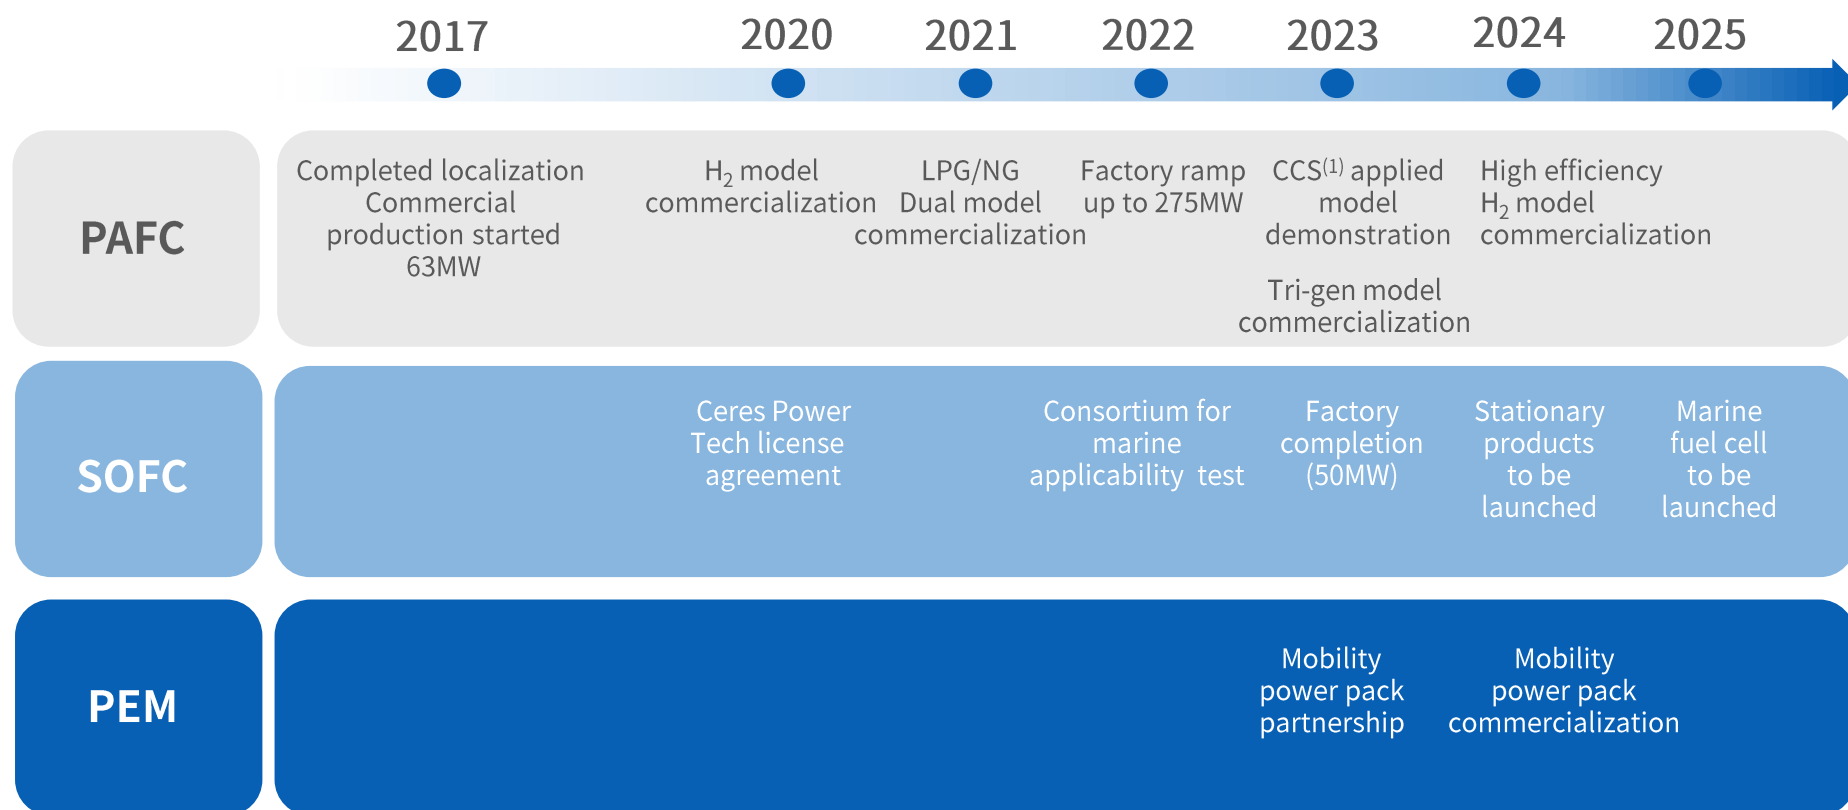 2017
2020
2021
2022
2023
2024
2025
PAFC
Completed localization
Commercial
production started
63MW
H₂ model
commercialization
LPG/NG
Dual model
commercialization
Factory ramp
up to 275MW
CCS⁽¹⁾ applied
model
demonstration
Tri-gen model
commercialization
High efficiency
H₂ model
commercialization
SOFC
Ceres Power
Tech license
agreement
Consortium for
marine
applicability test
Factory
completion
(50MW)
Stationary
products
to be
launched
Marine
fuel cell
to be
launched
PEM
Mobility
power pack
partnership
Mobility
power pack
commercialization